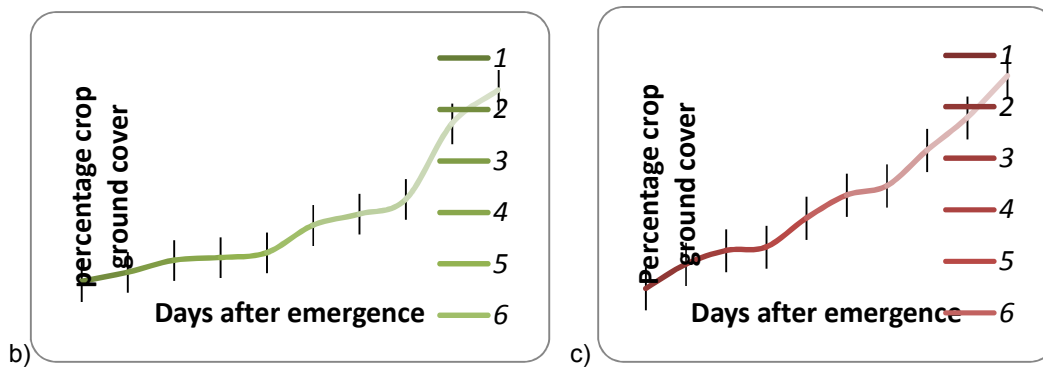 percentage crop
ground cover
Days after emergence
1
2
3
4
5
6
b)
Percentage crop
ground cover
Days after emergence
1
2
3
4
5
6
c)